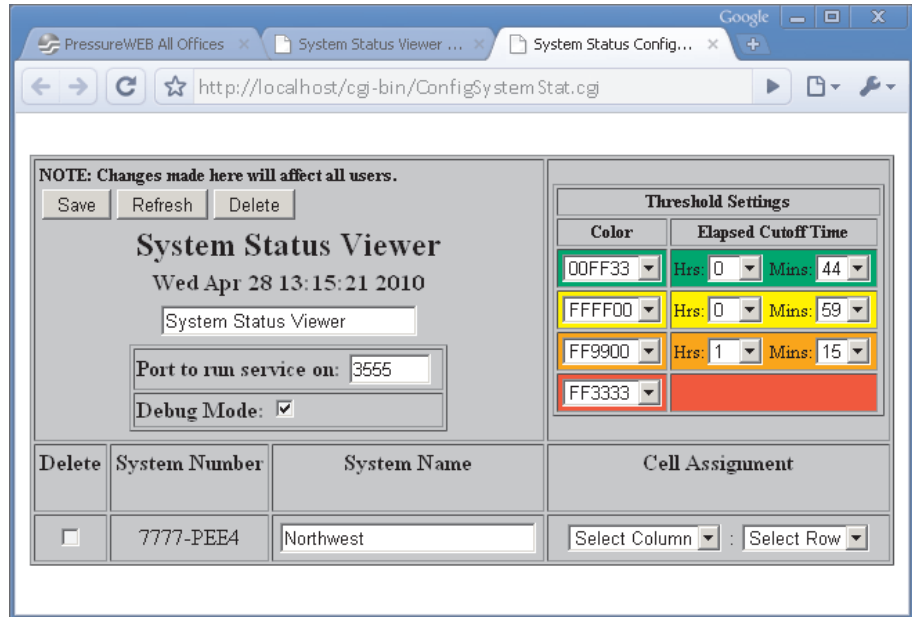 Google
PressureWEB All Offices
System Status Viewer ...
System Status Config...
http://localhost/cgi-bin/ConfigSystemStat.cgi
NOTE: Changes made here will affect all users.
Save Refresh Delete
System Status Viewer
Wed Apr 28 13:15:21 2010
System Status Viewer
Port to run service on: 3555
Debug Mode:
Threshold Settings
Color Elapsed Cutoff Time
00FF33 Hrs: 0 Mins: 44
FFFF00 Hrs: 0 Mins: 59
FF9900 Hrs: 1 Mins: 15
FF3333
Delete System Number System Name Cell Assignment
7777-PEE4 Northwest Select Column : Select Row